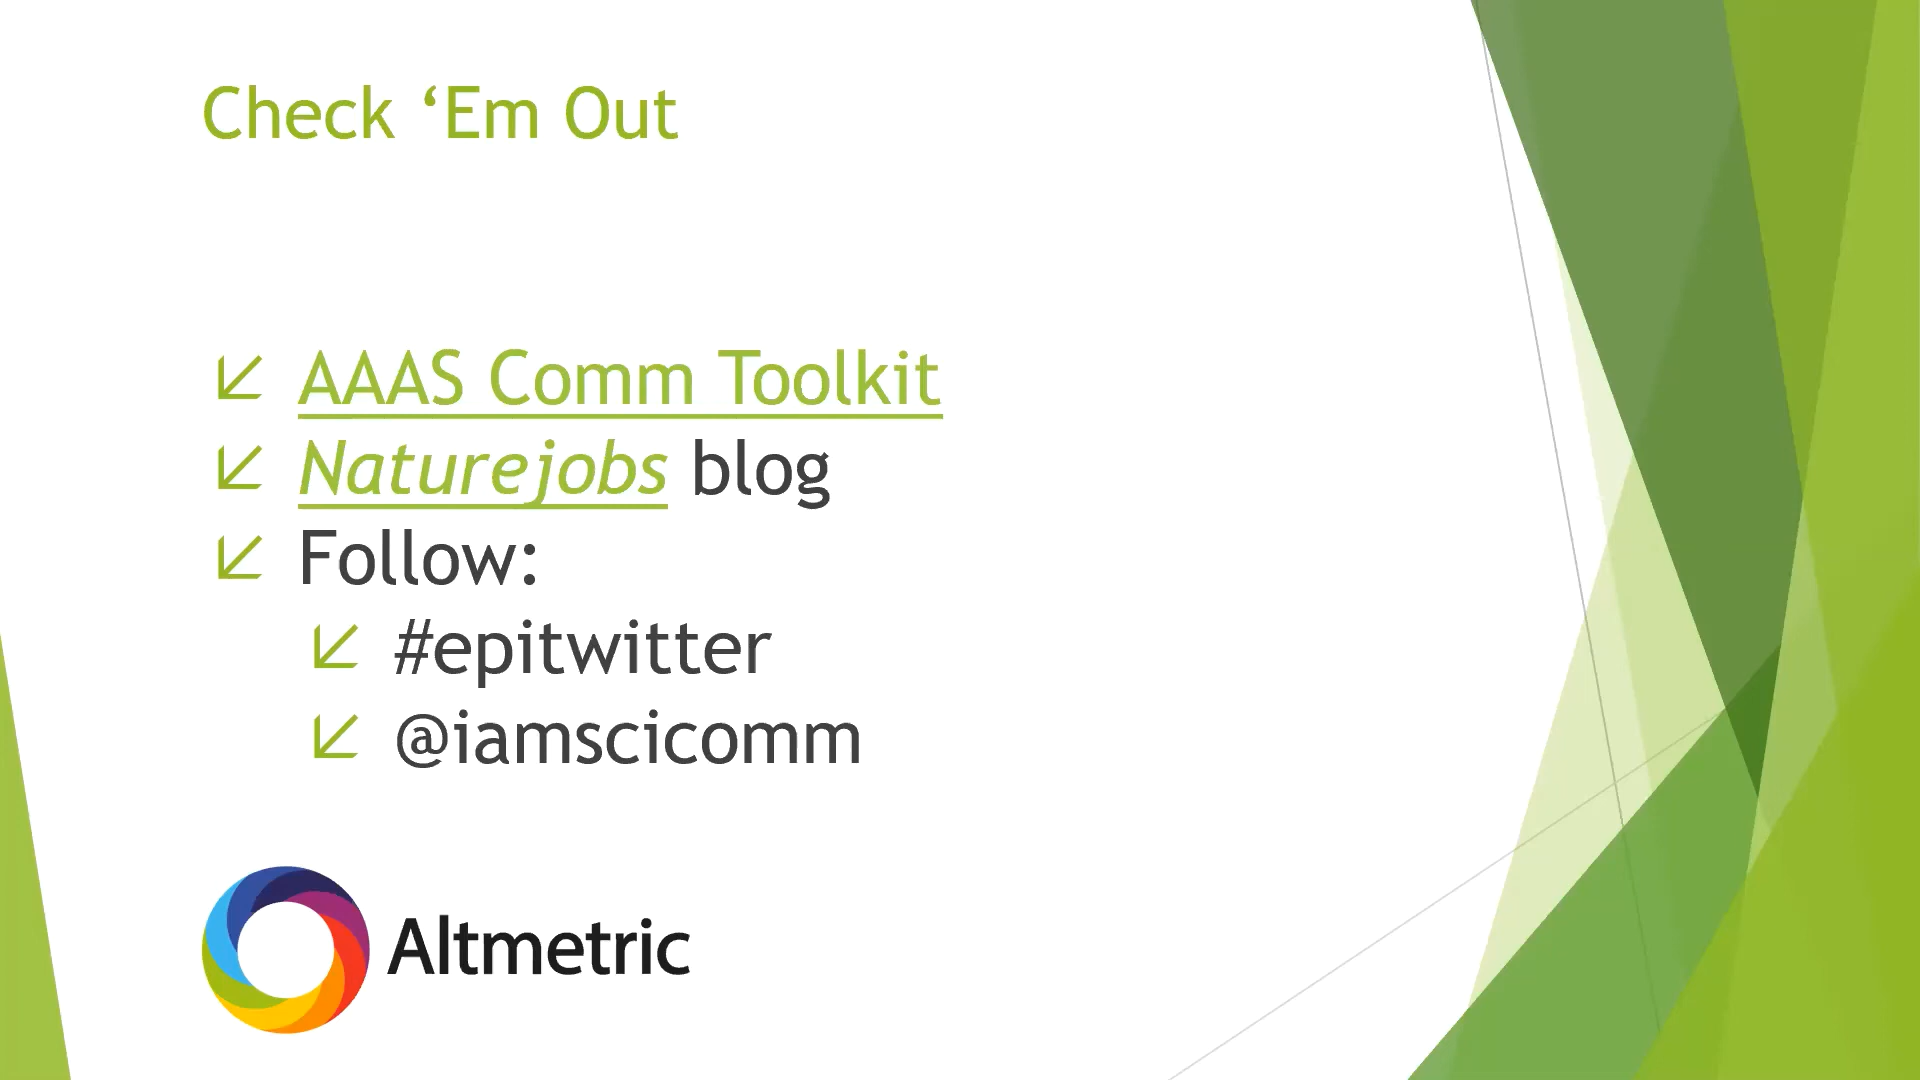 Check ‘Em Out
AAAS Comm Toolkit
Naturejobs blog
Follow:
#epitwitter
@iamscicomm
Altmetric